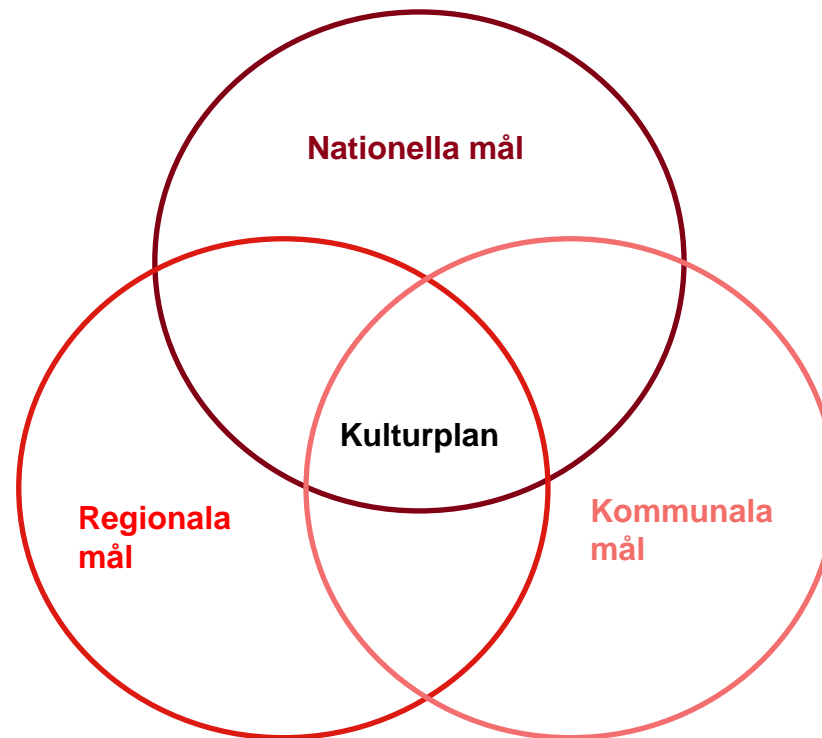 Nationella mål
Kulturplan
Regionala
mål
Kommunala
mål